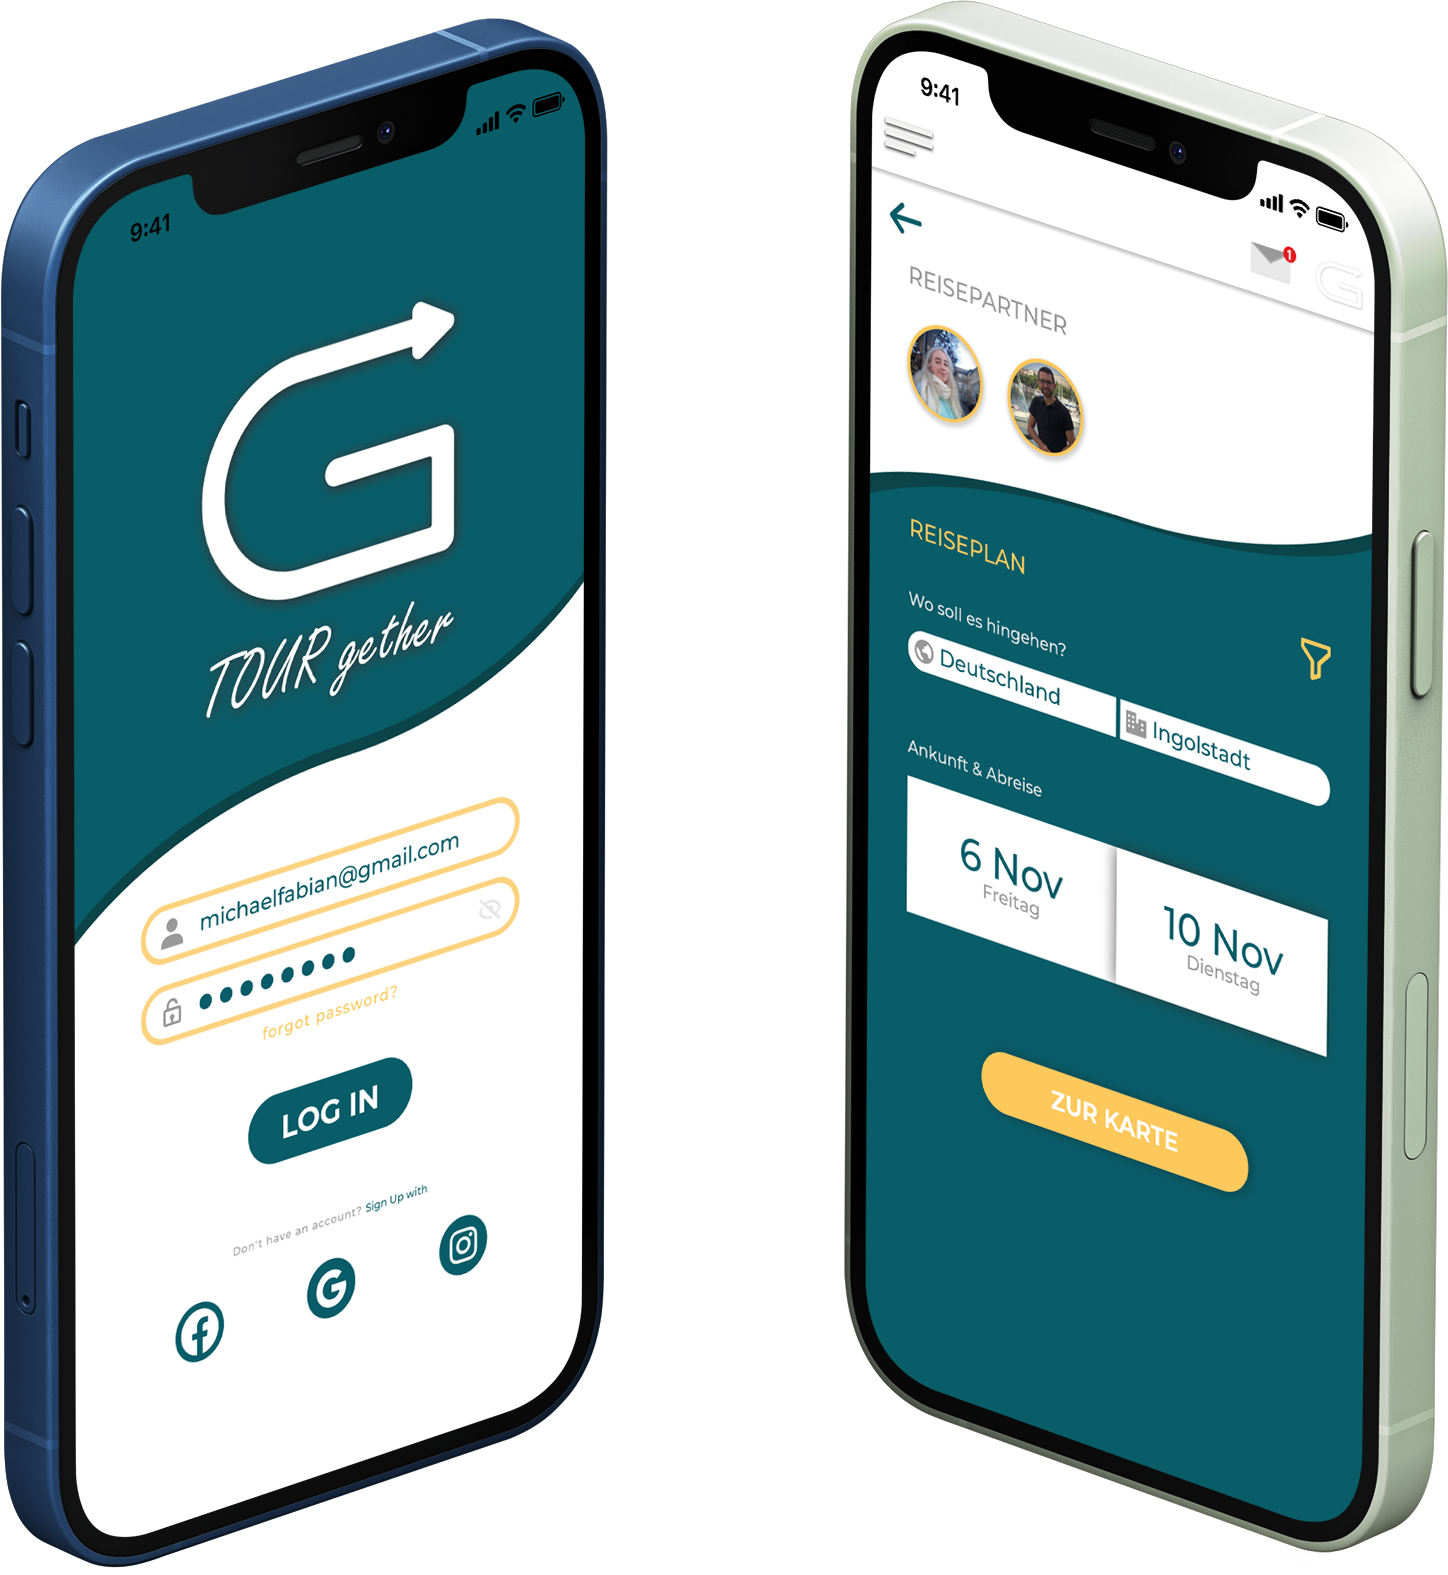 9:41
TOUR gether
michaelfabian@gmail.com
forgot password?
LOG IN
Don't have an account? Sign Up with
9:41
1
REISEPARTNER
REISEPLAN
Wo soll es hingehen?
Deutschland
Ingolstadt
Ankunft & Abreise
6 Nov
Freitag
10 Nov
Dienstag
ZUR KARTE